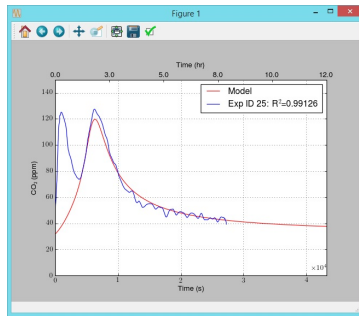 Figure 1
Time (hr)
0.0 3.0 6.0 8.0 10.0 12.0
Model
Exp ID 25: R²=0.99126
140
120
100
80
60
40
20
0
CO₂ (ppm)
0 1 2 3 4
×10⁴
Time (s)